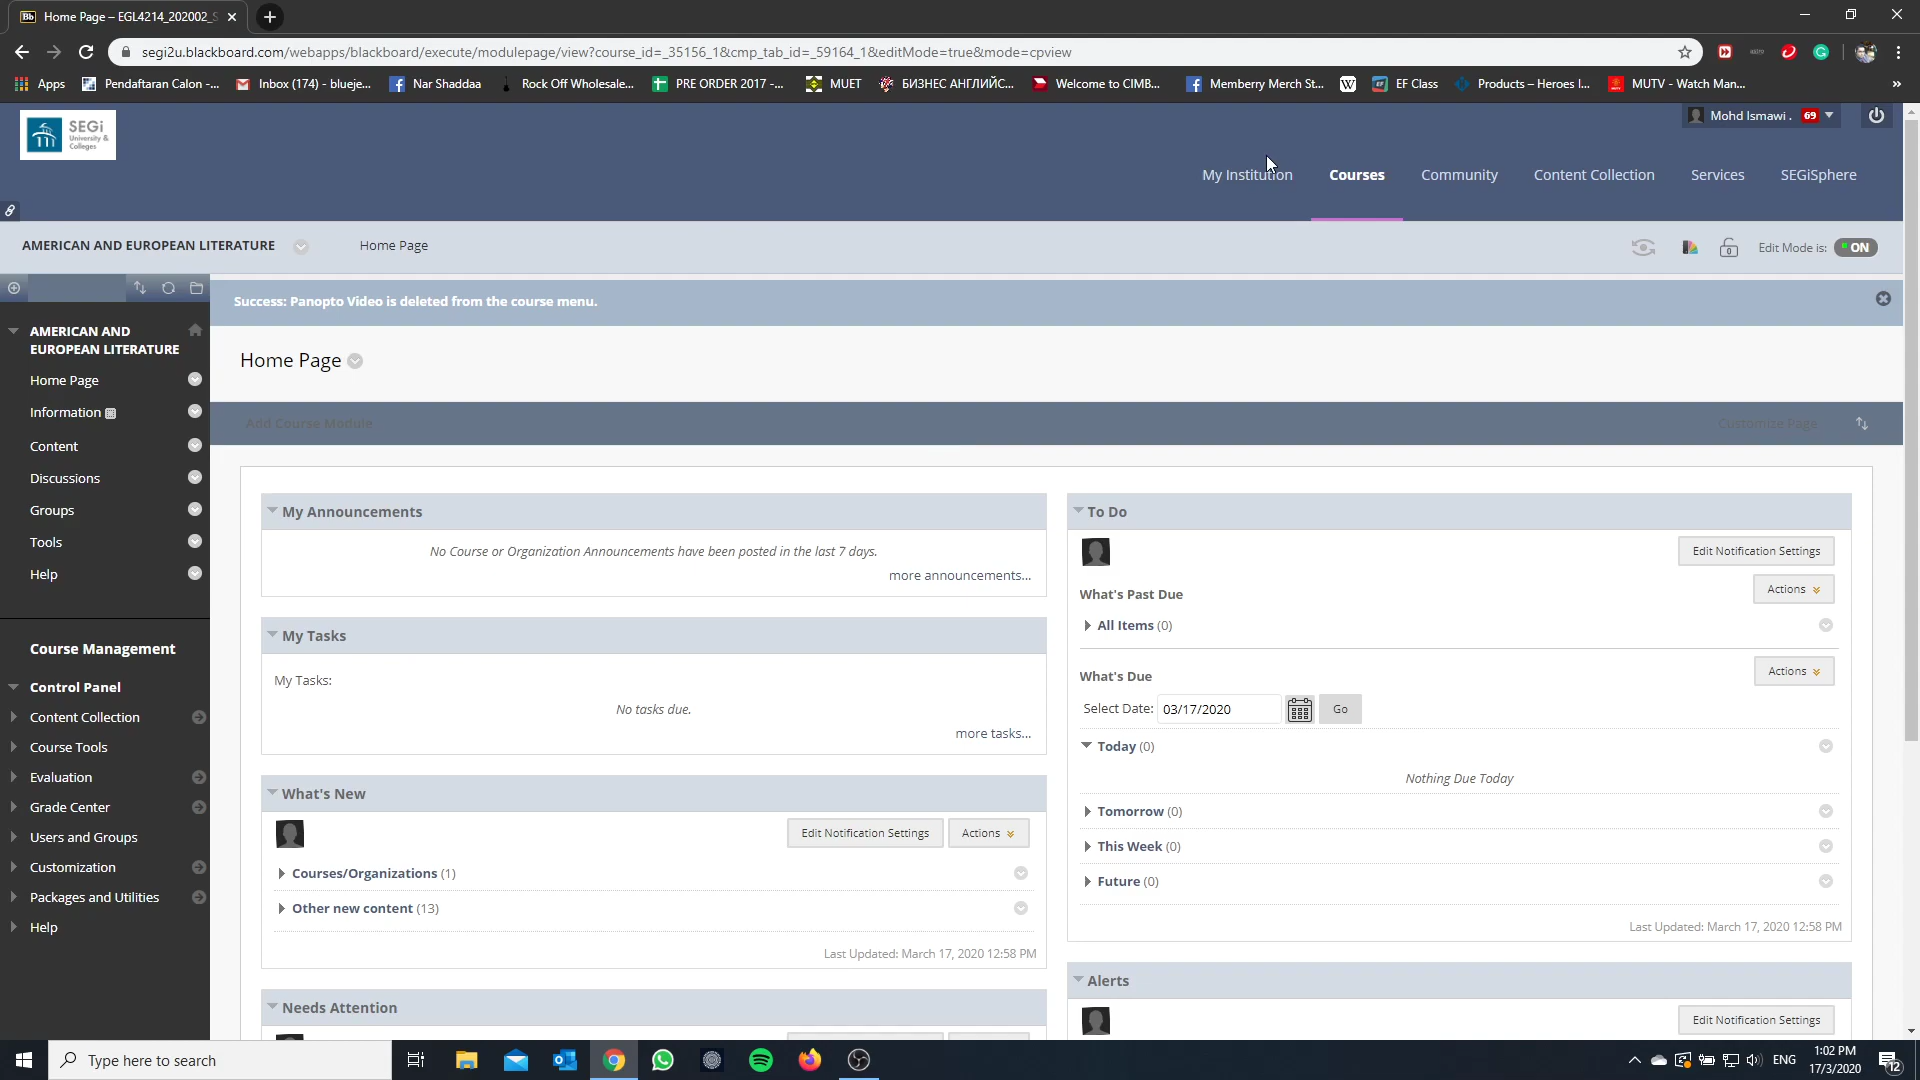 Home Page – EGL4214_202002_S
segi2u.blackboard.com/webapps/blackboard/execute/modulepage/view?course_id=_35156_1&cmp_tab_id=_59164_1&editMode=true&mode=cpview
Apps Pendaftaran Calon -... Inbox (174) - blueje... Nar Shaddaa Rock Off Wholesale... PRE ORDER 2017 -... MUET БИЗНЕС АНГЛИЙС... Welcome to CIMB... Memberry Merch St... EF Class Products – Heroes I... MUTV - Watch Man... »
SEGi
University &
Colleges
Mohd Ismawi . 69
My Institution Courses Community Content Collection Services SEGiSphere
AMERICAN AND EUROPEAN LITERATURE Home Page Edit Mode is: ON
Success: Panopto Video is deleted from the course menu.
AMERICAN AND
EUROPEAN LITERATURE
Home Page
Information
Content
Discussions
Groups
Tools
Help
Course Management
Control Panel
Content Collection
Course Tools
Evaluation
Grade Center
Users and Groups
Customization
Packages and Utilities
Help
Home Page
Add Course Module Customize Page
My Announcements
No Course or Organization Announcements have been posted in the last 7 days.
more announcements...
My Tasks
My Tasks:
No tasks due.
more tasks...
What's New
Edit Notification Settings Actions
Courses/Organizations (1)
Other new content (13)
Last Updated: March 17, 2020 12:58 PM
Needs Attention
To Do
Edit Notification Settings
What's Past Due Actions
All Items (0)
What's Due Actions
Select Date: 03/17/2020 Go
Today (0)
Nothing Due Today
Tomorrow (0)
This Week (0)
Future (0)
Last Updated: March 17, 2020 12:58 PM
Alerts
Edit Notification Settings
Type here to search
ENG
1:02 PM
17/3/2020
12